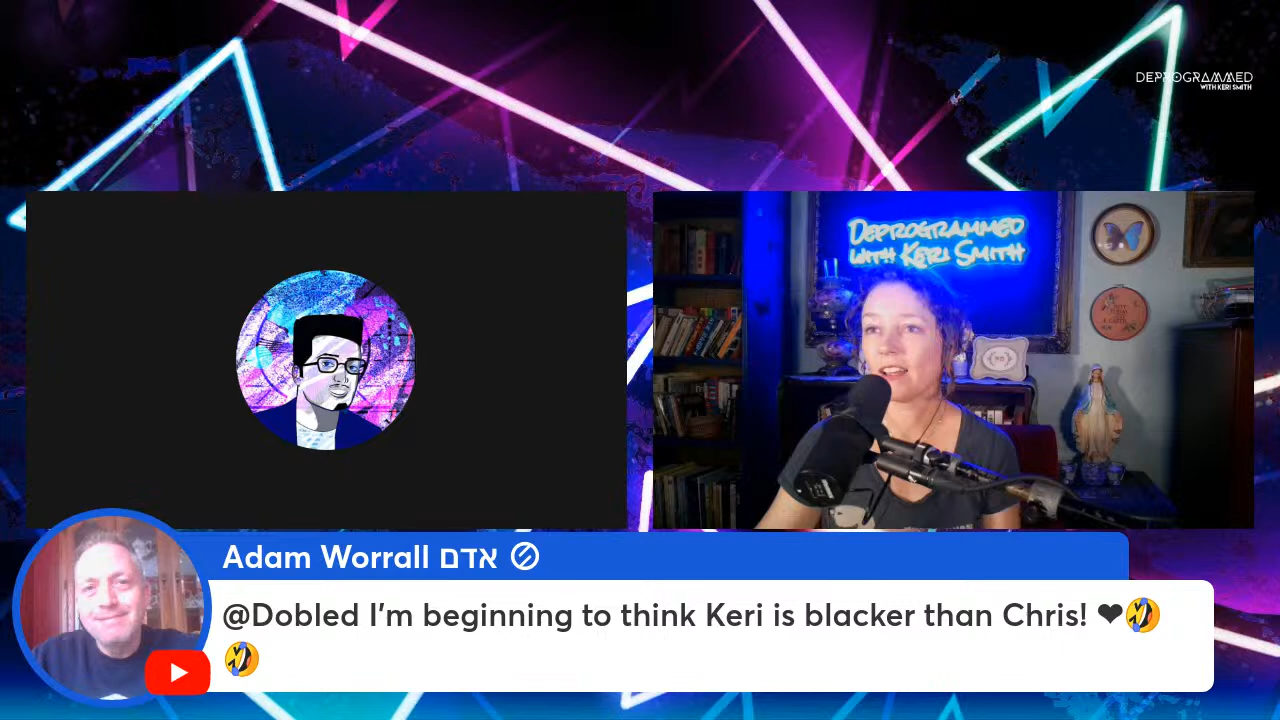 DEPROGRAMMED
WITH KERI SMITH
DEPROGRAMMED
WITH KERI SMITH
Adam Worrall אדם
@Dobled I'm beginning to think Keri is blacker than Chris! ❤🤣
🤣